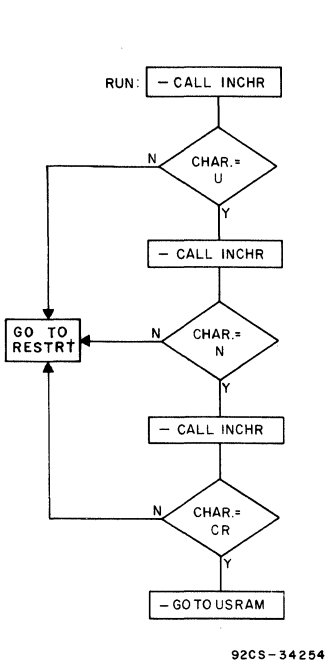 RUN: – CALL INCHR
N
CHAR.=
U
Y
– CALL INCHR
GO TO
RESTRT
N
CHAR.=
N
Y
– CALL INCHR
N
CHAR.=
CR
Y
– GO TO USRAM
92CS-34254